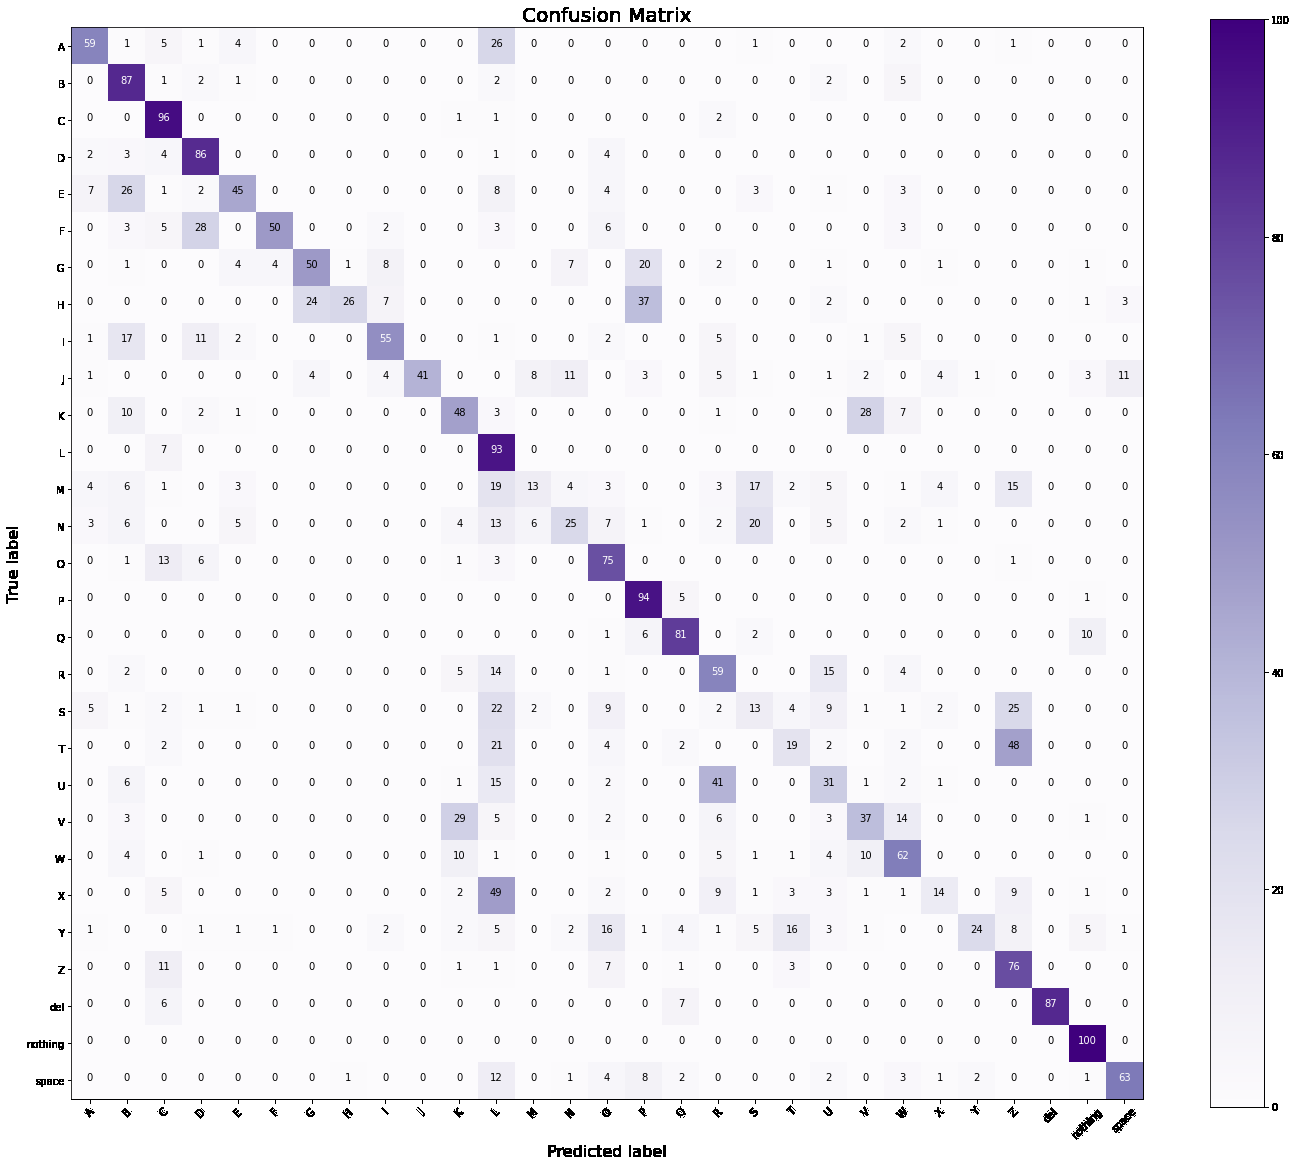 Confusion Matrix
100
A 59 1 5 1 4 0 0 0 0 0 0 26 0 0 0 0 0 0 1 0 0 0 2 0 0 1 0 0 0
B 0 87 1 2 1 0 0 0 0 0 0 2 0 0 0 0 0 0 0 0 2 0 5 0 0 0 0 0 0
C 0 0 96 0 0 0 0 0 0 0 1 1 0 0 0 0 0 2 0 0 0 0 0 0 0 0 0 0 0
D 2 3 4 86 0 0 0 0 0 0 0 1 0 0 4 0 0 0 0 0 0 0 0 0 0 0 0 0 0
E 7 26 1 2 45 0 0 0 0 0 0 8 0 0 4 0 0 0 3 0 1 0 3 0 0 0 0 0 0
F 0 3 5 28 0 50 0 0 2 0 0 3 0 0 6 0 0 0 0 0 0 0 3 0 0 0 0 0 0
80
G 0 1 0 0 4 4 50 1 8 0 0 0 0 7 0 20 0 2 0 0 1 0 0 1 0 0 0 1 0
H 0 0 0 0 0 0 24 26 7 0 0 0 0 0 0 37 0 0 0 0 2 0 0 0 0 0 0 1 3
I 1 17 0 11 2 0 0 0 55 0 0 1 0 0 2 0 0 5 0 0 0 1 5 0 0 0 0 0 0
J 1 0 0 0 0 0 4 0 4 41 0 0 8 11 0 3 0 5 1 0 1 2 0 4 1 0 0 3 11
K 0 10 0 2 1 0 0 0 0 0 48 3 0 0 0 0 0 1 0 0 0 28 7 0 0 0 0 0 0
L 0 0 7 0 0 0 0 0 0 0 0 93 0 0 0 0 0 0 0 0 0 0 0 0 0 0 0 0 0
60
M 4 6 1 0 3 0 0 0 0 0 0 19 13 4 3 0 0 3 17 2 5 0 1 4 0 15 0 0 0
N 3 6 0 0 5 0 0 0 0 0 4 13 6 25 7 1 0 2 20 0 5 0 2 1 0 0 0 0 0
O 0 1 13 6 0 0 0 0 0 0 1 3 0 0 75 0 0 0 0 0 0 0 0 0 0 1 0 0 0
True label
P 0 0 0 0 0 0 0 0 0 0 0 0 0 0 0 94 5 0 0 0 0 0 0 0 0 0 0 1 0
Q 0 0 0 0 0 0 0 0 0 0 0 0 0 0 1 6 81 0 2 0 0 0 0 0 0 0 0 10 0
R 0 2 0 0 0 0 0 0 0 0 5 14 0 0 1 0 0 59 0 0 15 0 4 0 0 0 0 0 0
40
S 5 1 2 1 1 0 0 0 0 0 0 22 2 0 9 0 0 2 13 4 9 1 1 2 0 25 0 0 0
T 0 0 2 0 0 0 0 0 0 0 0 21 0 0 4 0 2 0 0 19 2 0 2 0 0 48 0 0 0
U 0 6 0 0 0 0 0 0 0 0 1 15 0 0 2 0 0 41 0 0 31 1 2 1 0 0 0 0 0
V 0 3 0 0 0 0 0 0 0 0 29 5 0 0 2 0 0 6 0 0 3 37 14 0 0 0 0 1 0
W 0 4 0 1 0 0 0 0 0 0 10 1 0 0 1 0 0 5 1 1 4 10 62 0 0 0 0 0 0
20
X 0 0 5 0 0 0 0 0 0 0 2 49 0 0 2 0 0 9 1 3 3 1 1 14 0 9 0 1 0
Y 1 0 0 1 1 1 0 0 2 0 2 5 0 2 16 1 4 1 5 16 3 1 0 0 24 8 0 5 1
Z 0 0 11 0 0 0 0 0 0 0 1 1 0 0 7 0 1 0 0 3 0 0 0 0 0 76 0 0 0
del 0 0 6 0 0 0 0 0 0 0 0 0 0 0 0 0 7 0 0 0 0 0 0 0 0 0 87 0 0
nothing 0 0 0 0 0 0 0 0 0 0 0 0 0 0 0 0 0 0 0 0 0 0 0 0 0 0 0 100 0
space 0 0 0 0 0 0 0 1 0 0 0 12 0 1 4 8 2 0 0 0 2 0 3 1 2 0 0 1 63
0
A B C D E F G H I J K L M N O P Q R S T U V W X Y Z del nothing space
Predicted label